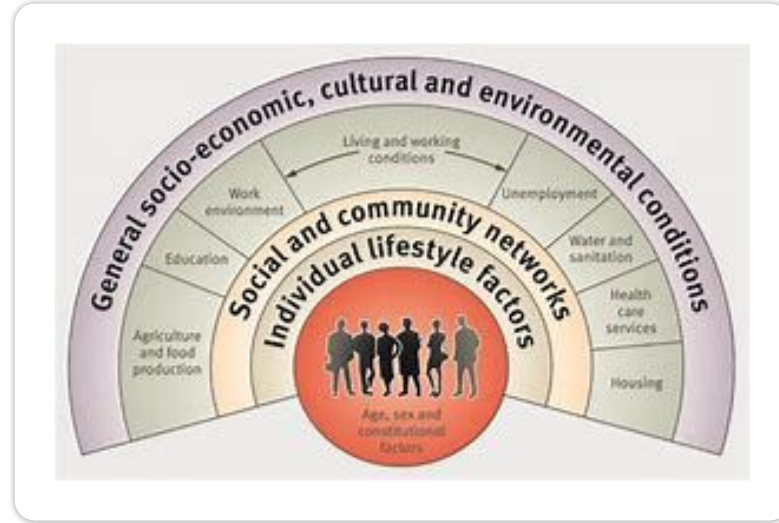 General socio-economic, cultural and environmental conditions
Living and working
conditions
Work
environment
Unemployment
Education
Water and
sanitation
Agriculture
and food
production
Health
care
services
Housing
Social and community networks
Individual lifestyle factors
Age, sex and
constitutional
factors